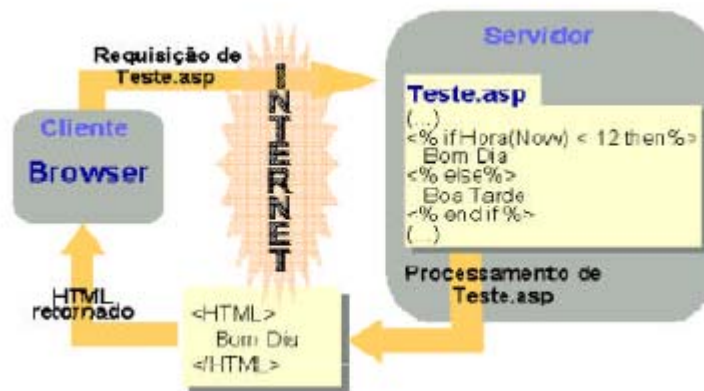 Requisição de
Teste.asp
Servidor
INTERNET
Cliente
Browser
Teste.asp
(...)
<% if Hora(Now) < 12 then%>
Bom Dia
<% else%>
Boa Tarde
<% end if %>
(...)
Processamento de
Teste.asp
HTML
retornado
<HTML>
Bom Dia
</HTML>